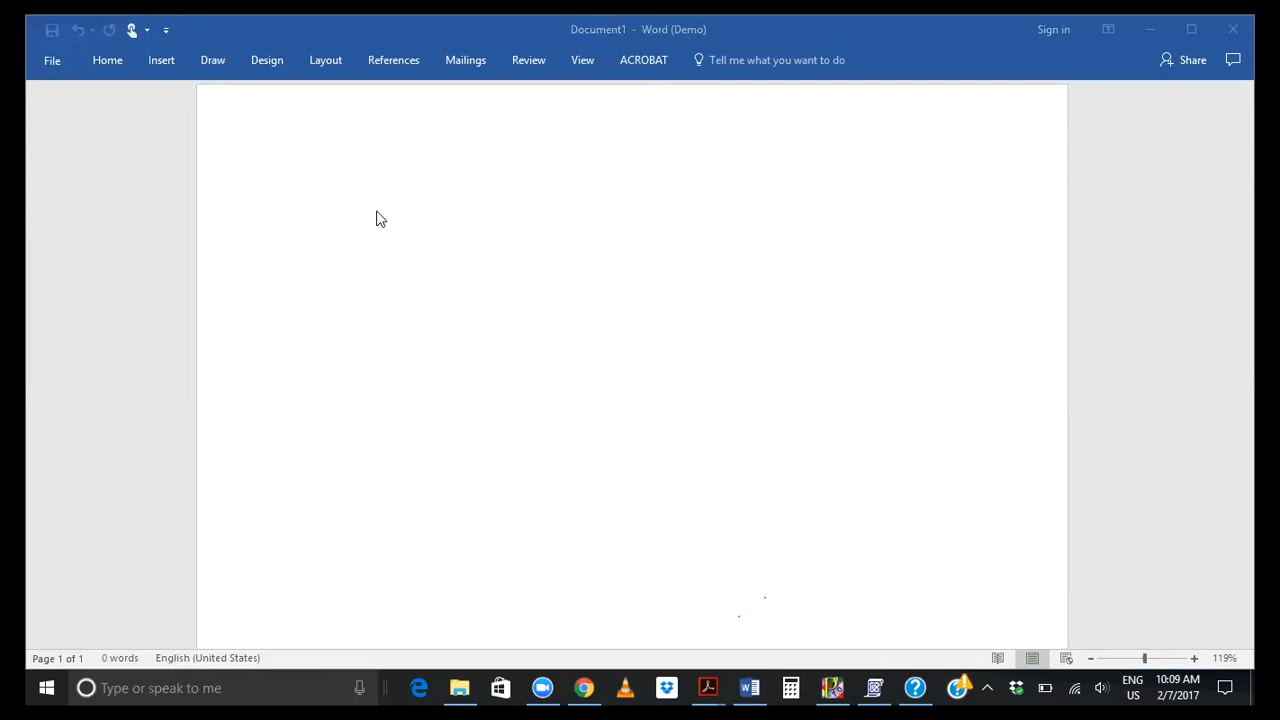 Document1 - Word (Demo)
Sign in
File Home Insert Draw Design Layout References Mailings Review View ACROBAT Tell me what you want to do Share
Page 1 of 1 0 words English (United States) 119%
Type or speak to me
ENG 10:09 AM
US 2/7/2017